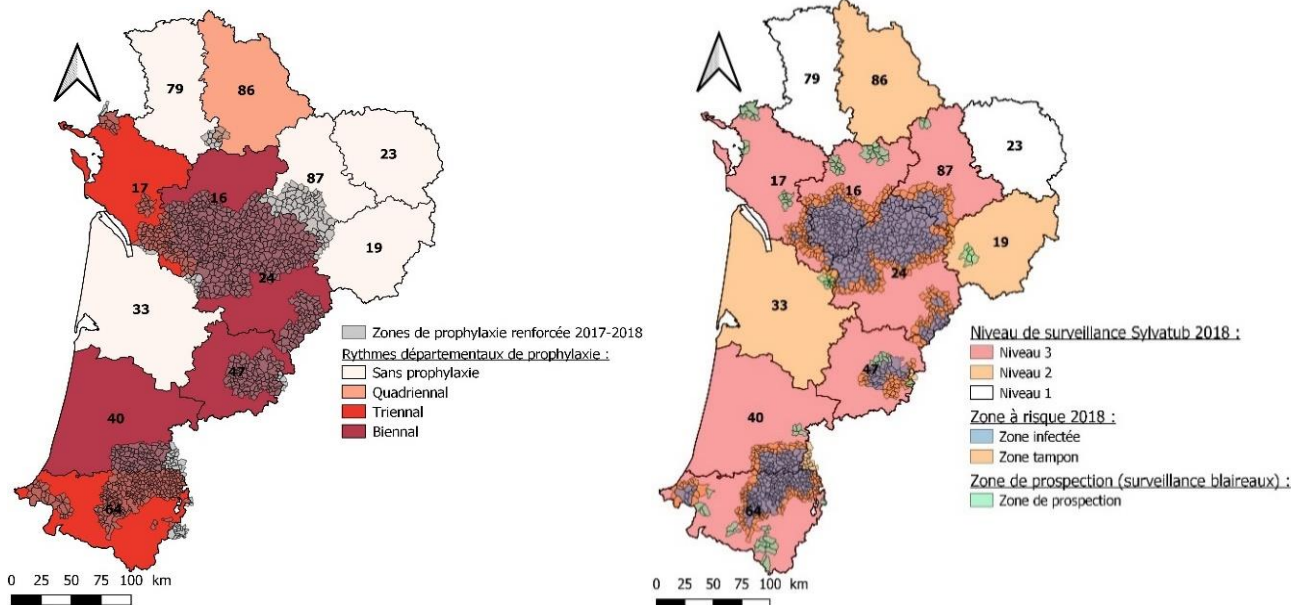 79
86
23
87
17
16
19
24
33
47
40
64
Zones de prophylaxie renforcée 2017-2018
Rythmes départementaux de prophylaxie :
Sans prophylaxie
Quadriennal
Triennal
Biennal
0 25 50 75 100 km
79
86
23
87
17
16
19
24
33
47
40
64
Niveau de surveillance Sylvatub 2018 :
Niveau 3
Niveau 2
Niveau 1
Zone à risque 2018 :
Zone infectée
Zone tampon
Zone de prospection (surveillance blaireaux) :
Zone de prospection
0 25 50 75 100 km